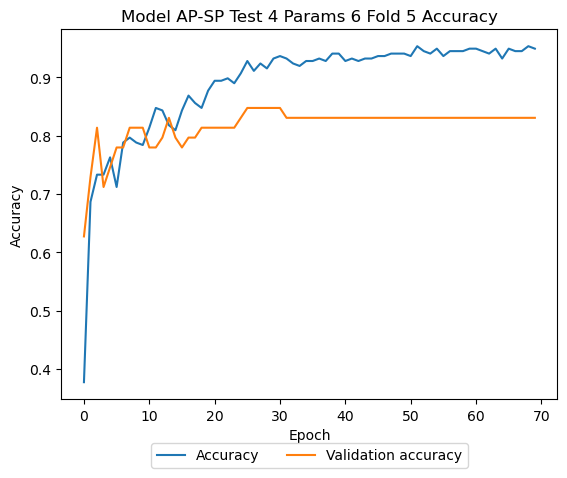 Model AP-SP Test 4 Params 6 Fold 5 Accuracy
Accuracy
0.9
0.8
0.7
0.6
0.5
0.4
0 10 20 30 40 50 60 70
Epoch
Accuracy Validation accuracy